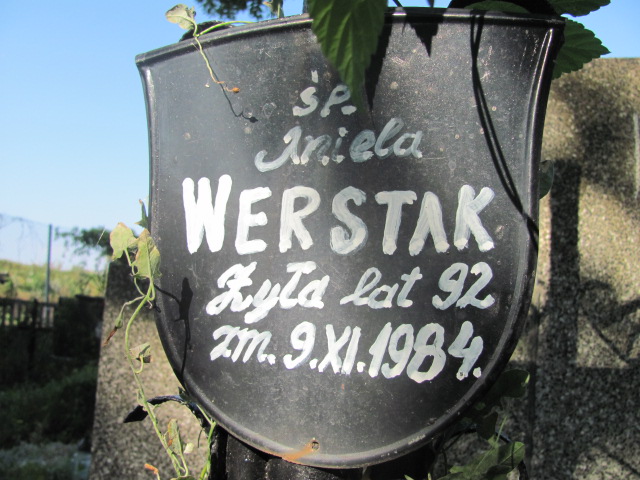 śp.
Aniela
WERSTAK
Żyła lat 92
zm. 9.XI.1984.